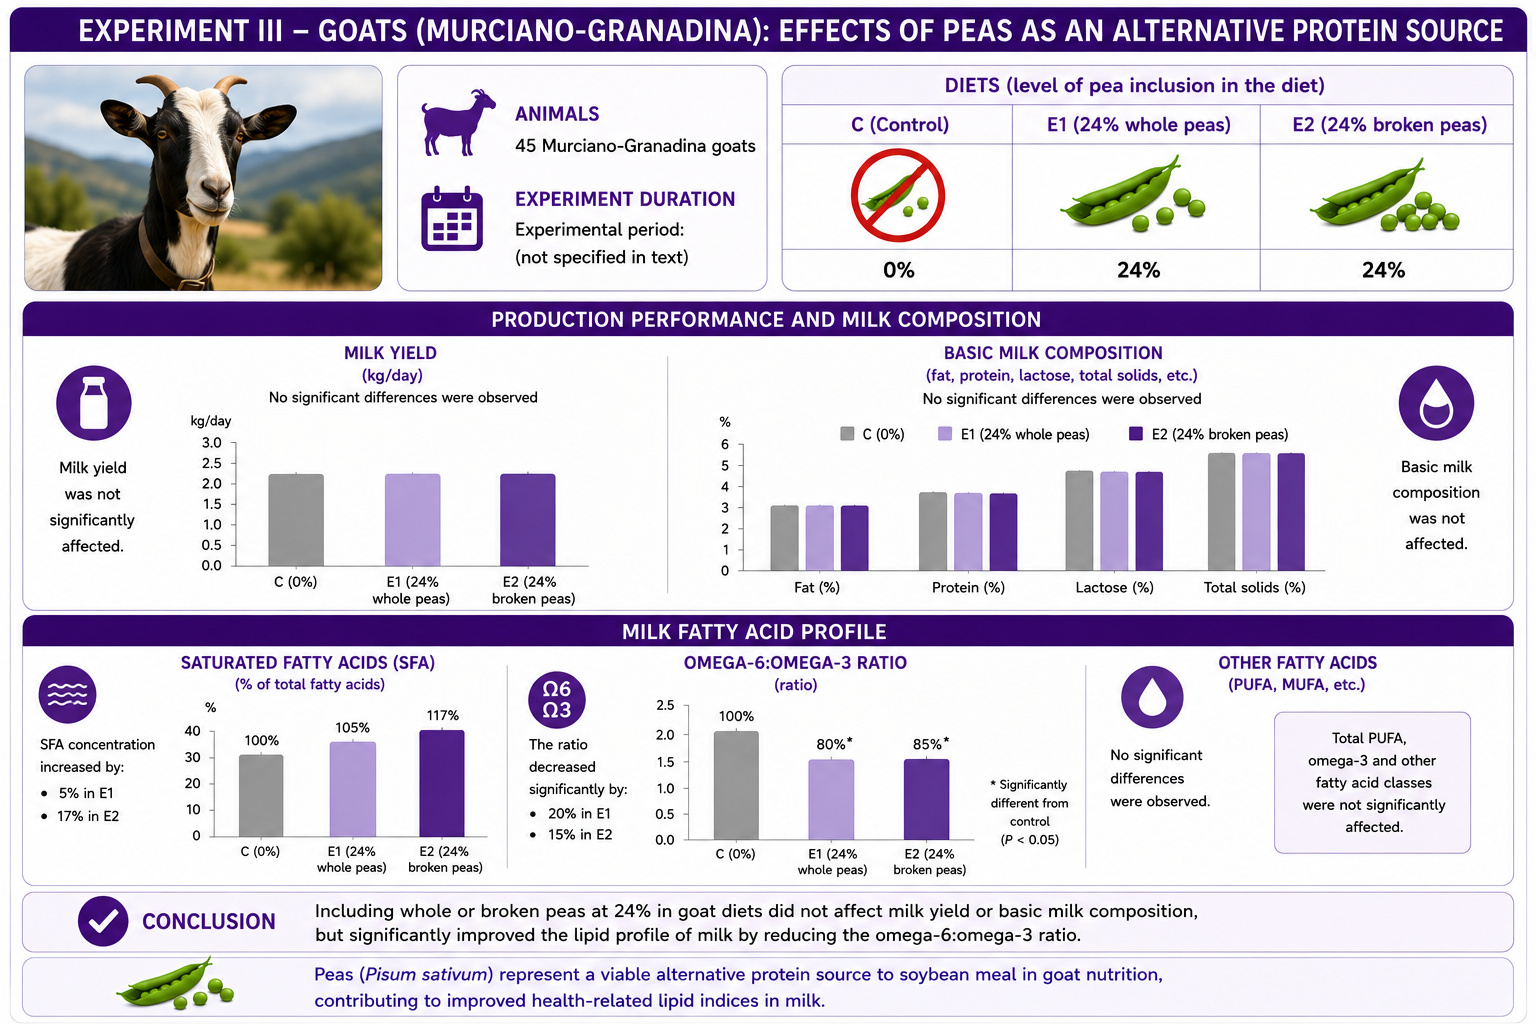 EXPERIMENT III – GOATS (MURCIANO-GRANADINA): EFFECTS OF PEAS AS AN ALTERNATIVE PROTEIN SOURCE
ANIMALS
45 Murciano-Granadina goats
EXPERIMENT DURATION
Experimental period:
(not specified in text)
DIETS (level of pea inclusion in the diet)
C (Control)
E1 (24% whole peas)
E2 (24% broken peas)
0%
24%
24%
PRODUCTION PERFORMANCE AND MILK COMPOSITION
Milk yield
was not
significantly
affected.
MILK YIELD
(kg/day)
No significant differences were observed
kg/day
3.0
2.5
2.0
1.5
1.0
0.5
0.0
C (0%)
E1 (24%
whole peas)
E2 (24%
broken peas)
BASIC MILK COMPOSITION
(fat, protein, lactose, total solids, etc.)
No significant differences were observed
%
C (0%)
E1 (24% whole peas)
E2 (24% broken peas)
6
5
4
3
2
1
0
Fat (%)
Protein (%)
Lactose (%)
Total solids (%)
Basic milk
composition
was not
affected.
MILK FATTY ACID PROFILE
SFA concentration
increased by:
• 5% in E1
• 17% in E2
SATURATED FATTY ACIDS (SFA)
(% of total fatty acids)
%
40
30
20
10
0
100%
105%
117%
C (0%)
E1 (24%
whole peas)
E2 (24%
broken peas)
Ω6
Ω3
The ratio
decreased
significantly by:
• 20% in E1
• 15% in E2
OMEGA-6:OMEGA-3 RATIO
(ratio)
2.5
2.0
1.5
1.0
0.5
0.0
100%
80%*
85%*
C (0%)
E1 (24%
whole peas)
E2 (24%
broken peas)
* Significantly
different from
control
(P < 0.05)
OTHER FATTY ACIDS
(PUFA, MUFA, etc.)
No significant
differences
were observed.
Total PUFA,
omega-3 and other
fatty acid classes
were not significantly
affected.
CONCLUSION
Including whole or broken peas at 24% in goat diets did not affect milk yield or basic milk composition,
but significantly improved the lipid profile of milk by reducing the omega-6:omega-3 ratio.
Peas (Pisum sativum) represent a viable alternative protein source to soybean meal in goat nutrition,
contributing to improved health-related lipid indices in milk.